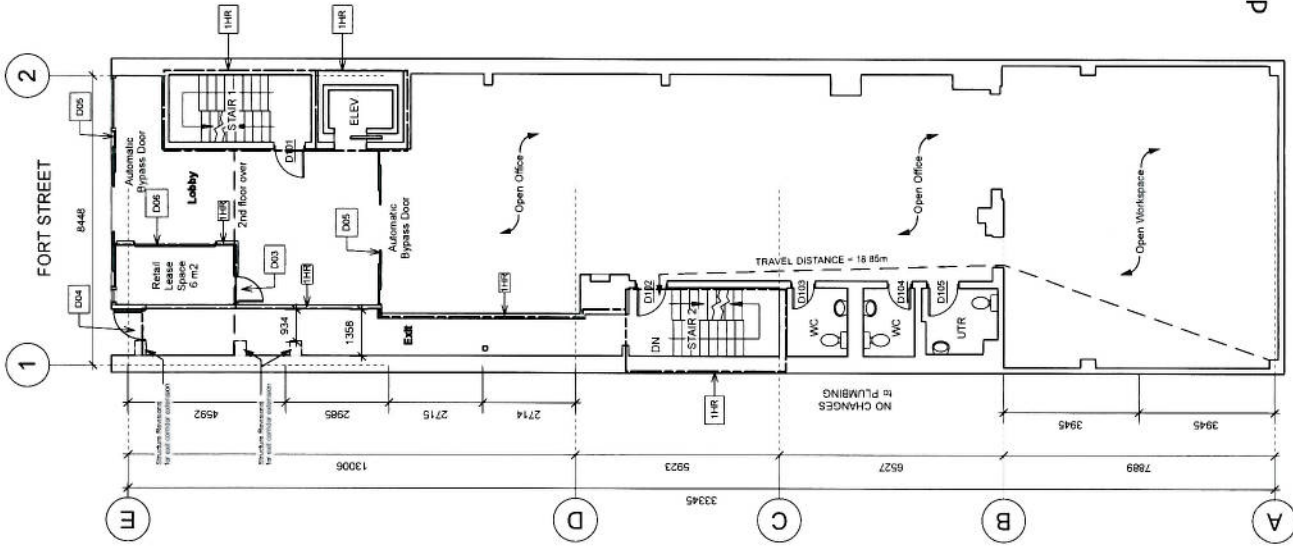 FORT STREET
2
1
8448
D05
D04
D06
D03
Automatic
Bypass Door
Lobby
2nd floor over
1HR
1HR
1HR
1HR
STAIR 1
ELEV
D101
Retail
Lease
Space
6 m2
D05
Automatic
Bypass Door
934
1358
Exit
1HR
Structure Revisions
for exit corridor extension
Structure Revisions
for exit corridor extension
4592
2985
2715
2714
Open Office
Open Office
Open Workspace
TRAVEL DISTANCE = 18.85m
D102
D103
D104
D105
DN
STAIR 2
WC
WC
UTR
1HR
NO CHANGES
to PLUMBING
3945
3945
13006
5923
6527
7889
33345
E
D
C
B
A